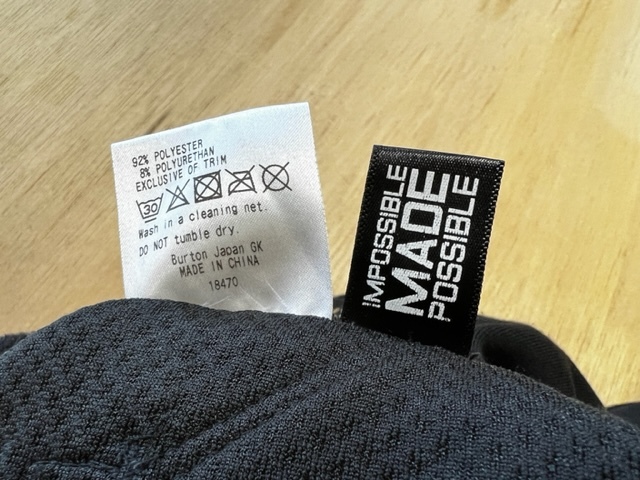 92% POLYESTER
8% POLYURETHAN
EXCLUSIVE OF TRIM
30
Wash in a cleaning net.
DO NOT tumble dry.
Burton Japan GK
MADE IN CHINA
18470
IMPOSSIBLE
MADE
POSSIBLE